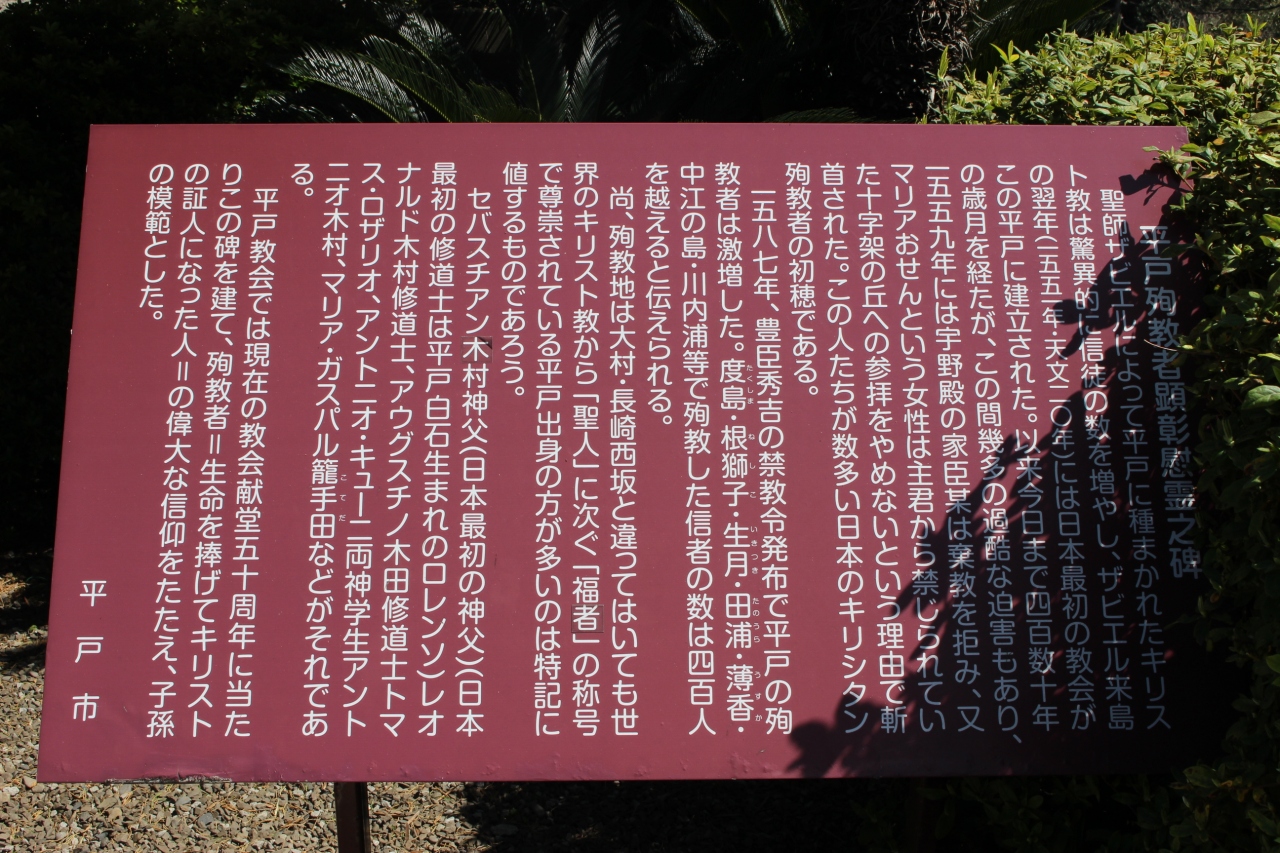 平戸殉教者顕彰慰霊之碑
聖師ザビエルによって平戸に種まかれたキリス
ト教は驚異的に信徒の数を増やし、ザビエル来島
の翌年(一五五一年・天文二〇年)には日本最初の教会が
この平戸に建立された。以来今日まで四百数十年
の歳月を経たが、この間幾多の過酷な迫害もあり、
一五五九年には宇野殿の家臣某は棄教を拒み、又
マリアおせんという女性は主君から禁じられてい
た十字架の丘への参拝をやめないという理由で斬
首された。この人たちが数多い日本のキリシタン
殉教者の初穂である。
一五八七年、豊臣秀吉の禁教令発布で平戸の殉
教者は激増した。度島・根獅子・生月・田浦・薄香・
たくしま ねしこ いきつき たのうら うすか
中江の島・川内浦等で殉教した信者の数は四百人
を越えると伝えられる。
尚、殉教地は大村・長崎西坂と違ってはいても世
界のキリスト教から「聖人」に次ぐ「福者」の称号
で尊崇されている平戸出身の方が多いのは特記に
値するものであろう。
セバスチアン木村神父(日本最初の神父)(日本
最初の修道士は平戸白石生まれのロレンソ)レオ
ナルド木村修道士、アウグスチノ木田修道士トマ
ス・ロザリオ、アントニオ・キューニ両神学生アント
ニオ木村、マリア・ガスパル籠手田などがそれであ
こてだ
る。
平戸教会では現在の教会献堂五十周年に当た
りこの碑を建て、殉教者=生命を捧げてキリスト
の証人になった人=の偉大な信仰をたたえ、子孫
の模範とした。
平戸市